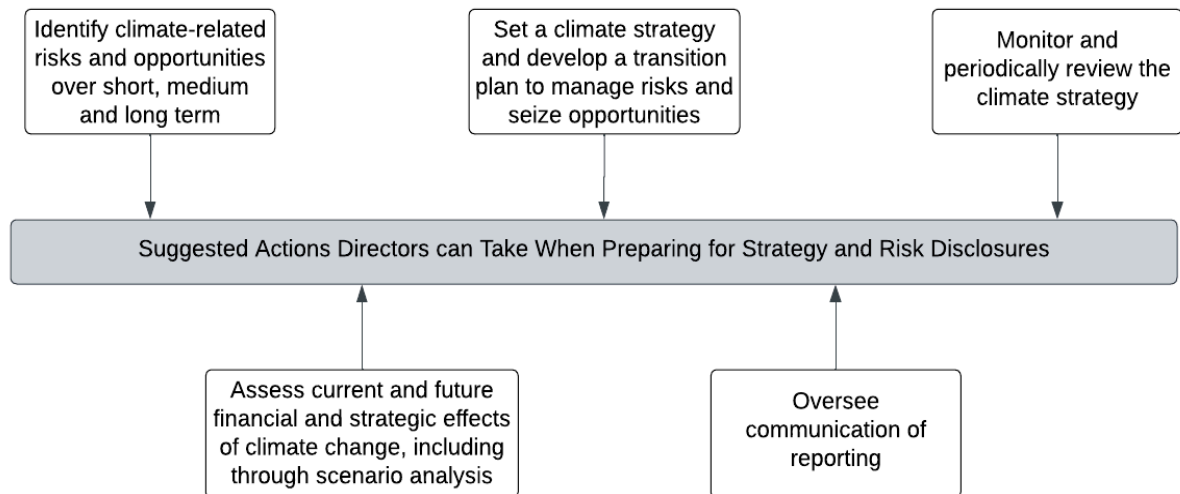 Identify climate-related
risks and opportunities
over short, medium
and long term
Set a climate strategy
and develop a transition
plan to manage risks and
seize opportunities
Monitor and
periodically review the
climate strategy
Suggested Actions Directors can Take When Preparing for Strategy and Risk Disclosures
Assess current and future
financial and strategic effects
of climate change, including
through scenario analysis
Oversee
communication of
reporting